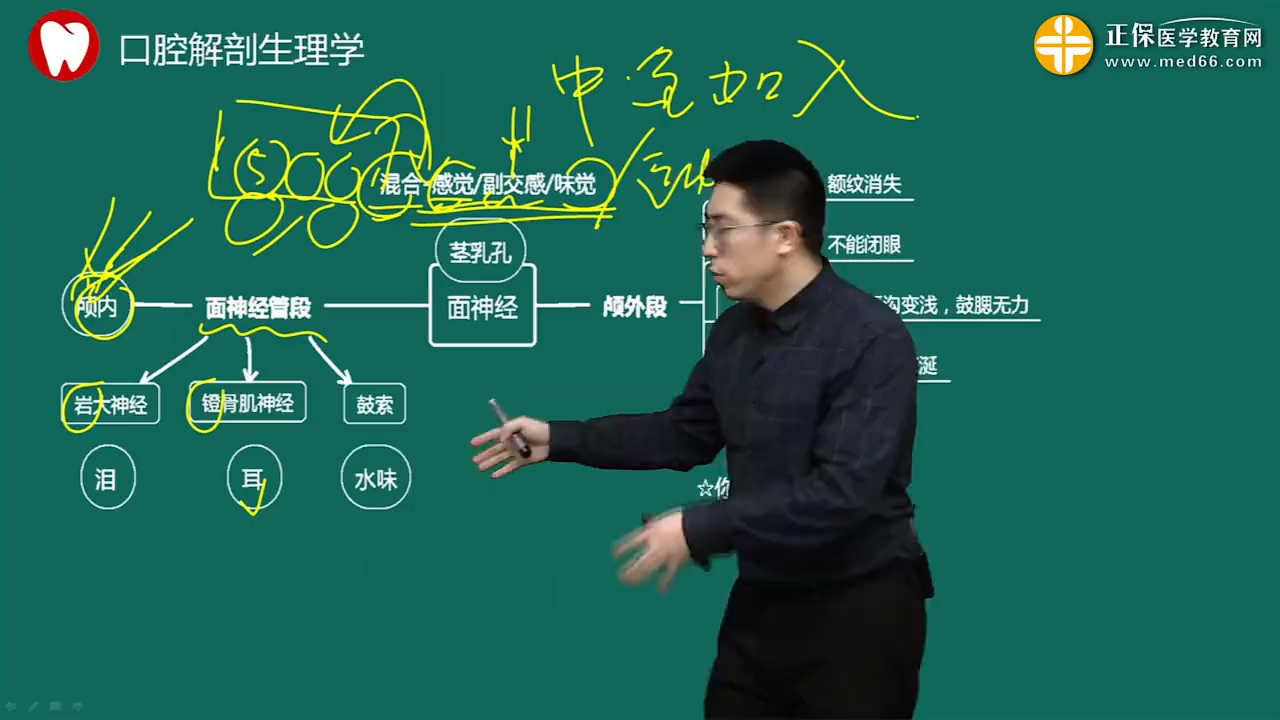 口腔解剖生理学
正保医学教育网
www.med66.com
中途加入
5
混合-感觉/副交感/味觉
额纹消失
茎乳孔
不能闭眼
颅内
面神经管段
面神经
颅外段
沟变浅，鼓腮无力
涎
岩大神经
镫骨肌神经
鼓索
泪
耳
水味
☆你